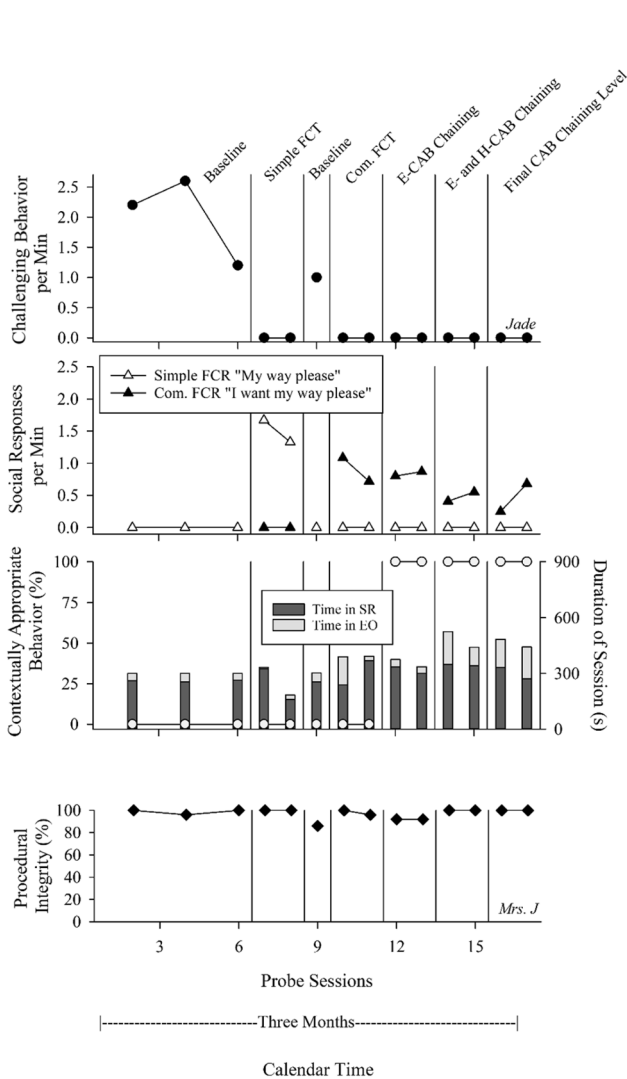 Baseline
Simple FCT
Baseline
Com. FCT
E-CAB Chaining
E- and H-CAB Chaining
Final CAB Chaining Level
Challenging Behavior
per Min
2.5
2.0
1.5
1.0
0.5
0.0
Jade
Social Responses
per Min
2.5
2.0
1.5
1.0
0.5
0.0
Simple FCR "My way please"
Com. FCR "I want my way please"
Contextually Appropriate
Behavior (%)
100
75
50
25
0
Time in SR
Time in EO
900
600
300
0
Duration of Session (s)
Procedural
Integrity (%)
100
80
60
40
20
0
Mrs. J
3 6 9 12 15
Probe Sessions
|----------------------------Three Months-----------------------------|
Calendar Time